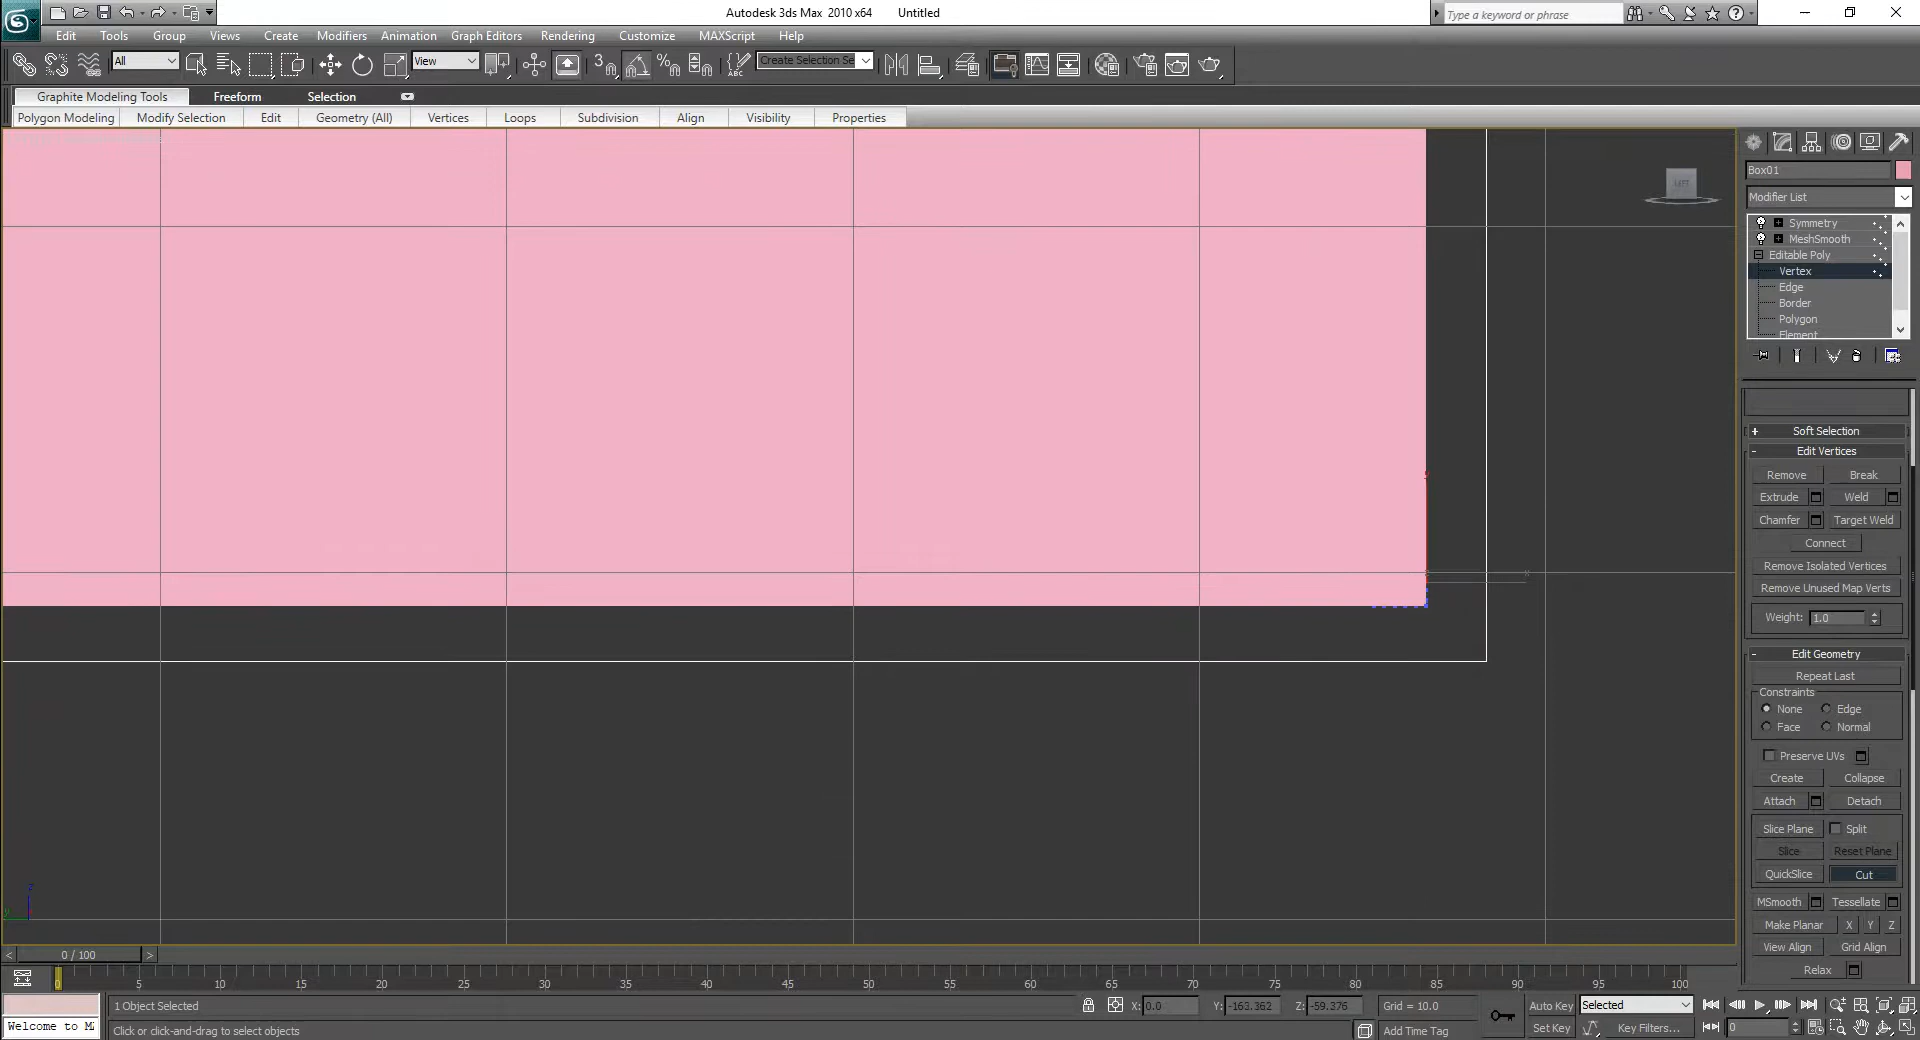 Autodesk 3ds Max 2010 x64 Untitled
Type a keyword or phrase
Edit Tools Group Views Create Modifiers Animation Graph Editors Rendering Customize MAXScript Help
All
View
3
ABC
Create Selection Se
Graphite Modeling Tools Freeform Selection
Polygon Modeling Modify Selection Edit Geometry (All) Vertices Loops Subdivision Align Visibility Properties
LEFT
Box01
Modifier List
Symmetry
MeshSmooth
Editable Poly
Vertex
Edge
Border
Polygon
Element
+ Soft Selection
- Edit Vertices
Remove Break
Extrude Weld
Chamfer Target Weld
Connect
Remove Isolated Vertices
Remove Unused Map Verts
Weight: 1.0
- Edit Geometry
Repeat Last
Constraints
None Edge
Face Normal
Preserve UVs
Create Collapse
Attach Detach
Slice Plane Split
Slice Reset Plane
QuickSlice Cut
MSmooth Tessellate
Make Planar X Y Z
View Align Grid Align
Relax
z
y
< 0 / 100 >
0 5 10 15 20 25 30 35 40 45 50 55 60 65 70 75 80 85 90 95 100
1 Object Selected
X: 0.0 Y: -163.362 Z: -59.376 Grid = 10.0
Auto Key Selected
Welcome to MA
Click or click-and-drag to select objects
Add Time Tag
Set Key Key Filters...
0